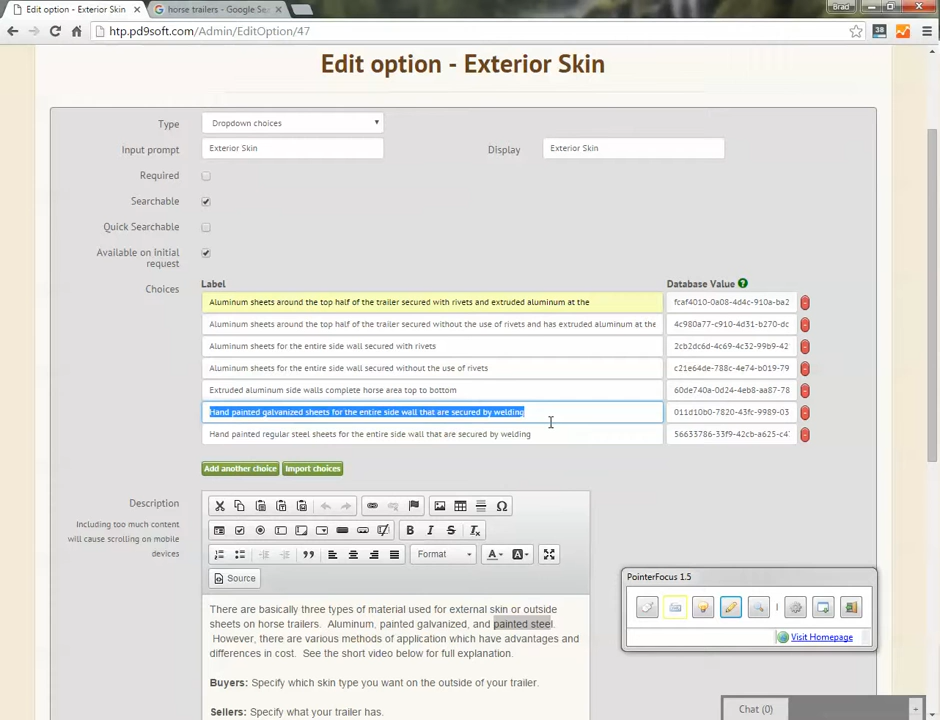 Edit option - Exterior Skin
horse trailers - Google Se
Brad
htp.pd9soft.com/Admin/EditOption/47
Edit option - Exterior Skin
Type
Dropdown choices
Input prompt
Exterior Skin
Display
Exterior Skin
Required
Searchable
Quick Searchable
Available on initial
request
Choices
Label
Database Value
Aluminum sheets around the top half of the trailer secured with rivets and extruded aluminum at the
fcaf4010-0a08-4d4c-910a-ba2
Aluminum sheets around the top half of the trailer secured without the use of rivets and has extruded aluminum at the
4c980a77-c910-4d31-b270-dc
Aluminum sheets for the entire side wall secured with rivets
2cb2dc6d-4c69-4c32-99b9-42
Aluminum sheets for the entire side wall secured without the use of rivets
c21e64de-788c-4e74-b019-79
Extruded aluminum side walls complete horse area top to bottom
60de740a-0d24-4eb8-aa87-78
Hand painted galvanized sheets for the entire side wall that are secured by welding
011d10b0-7820-43fc-9989-03
Hand painted regular steel sheets for the entire side wall that are secured by welding
56633786-33f9-42cb-a625-c4
Add another choice
Import choices
Description
Including too much content
will cause scrolling on mobile
devices
Format
Source
There are basically three types of material used for external skin or outside
sheets on horse trailers. Aluminum, painted galvanized, and painted steel.
However, there are various methods of application which have advantages and
differences in cost. See the short video below for full explanation.
Buyers: Specify which skin type you want on the outside of your trailer.
Sellers: Specify what your trailer has.
PointerFocus 1.5
Visit Homepage
Chat (0)